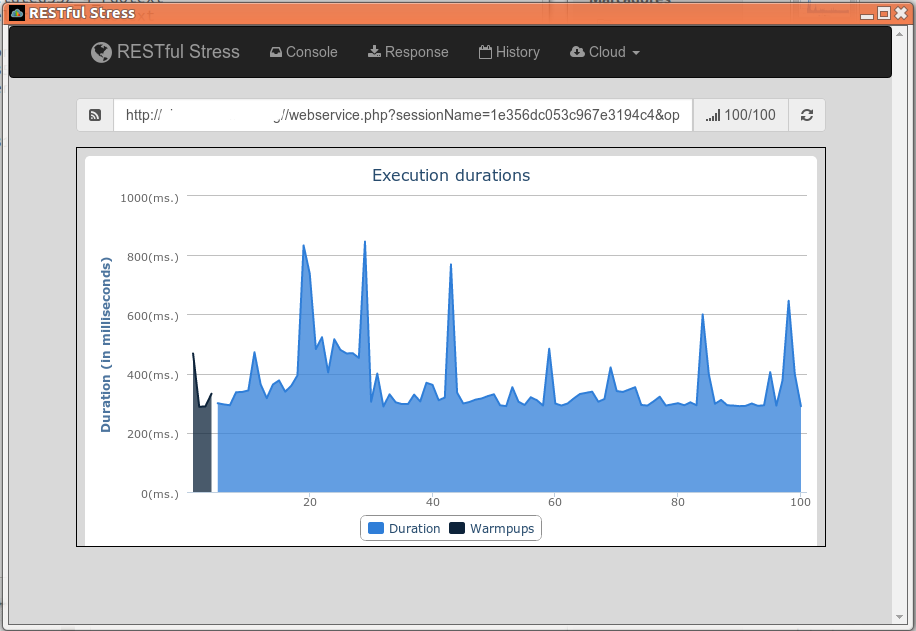 RESTful Stress
RESTful Stress Console Response History Cloud
http:// //webservice.php?sessionName=1e356dc053c967e3194c4&op 100/100
Execution durations
1000(ms.)
800(ms.)
600(ms.)
400(ms.)
200(ms.)
0(ms.)
Duration (in milliseconds)
20 40 60 80 100
Duration Warmpups